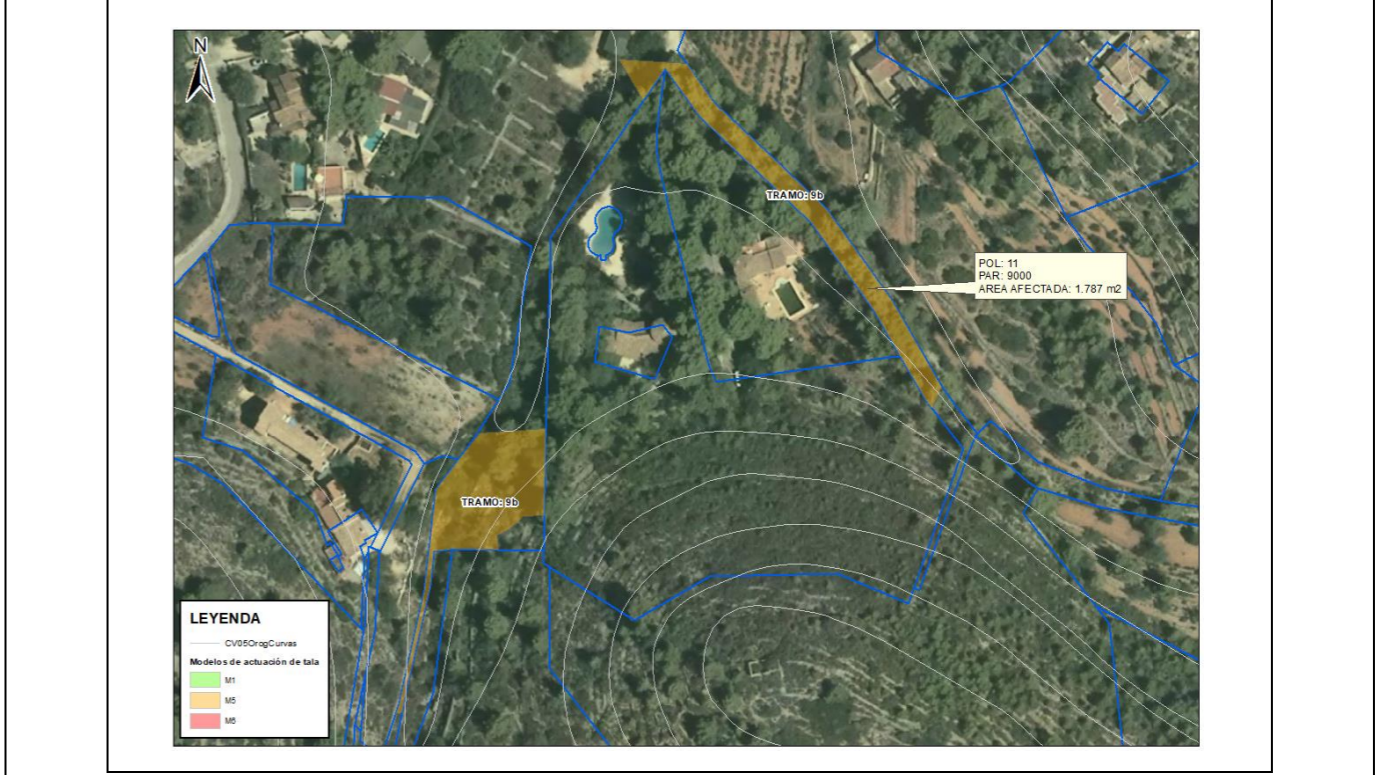 N
TRAMO: 9b
POL: 11
PAR: 9000
AREA AFECTADA: 1.787 m2
TRAMO: 9b
LEYENDA
CV05OrogCurvas
Modelos de actuación de tala
M1
M5
M6